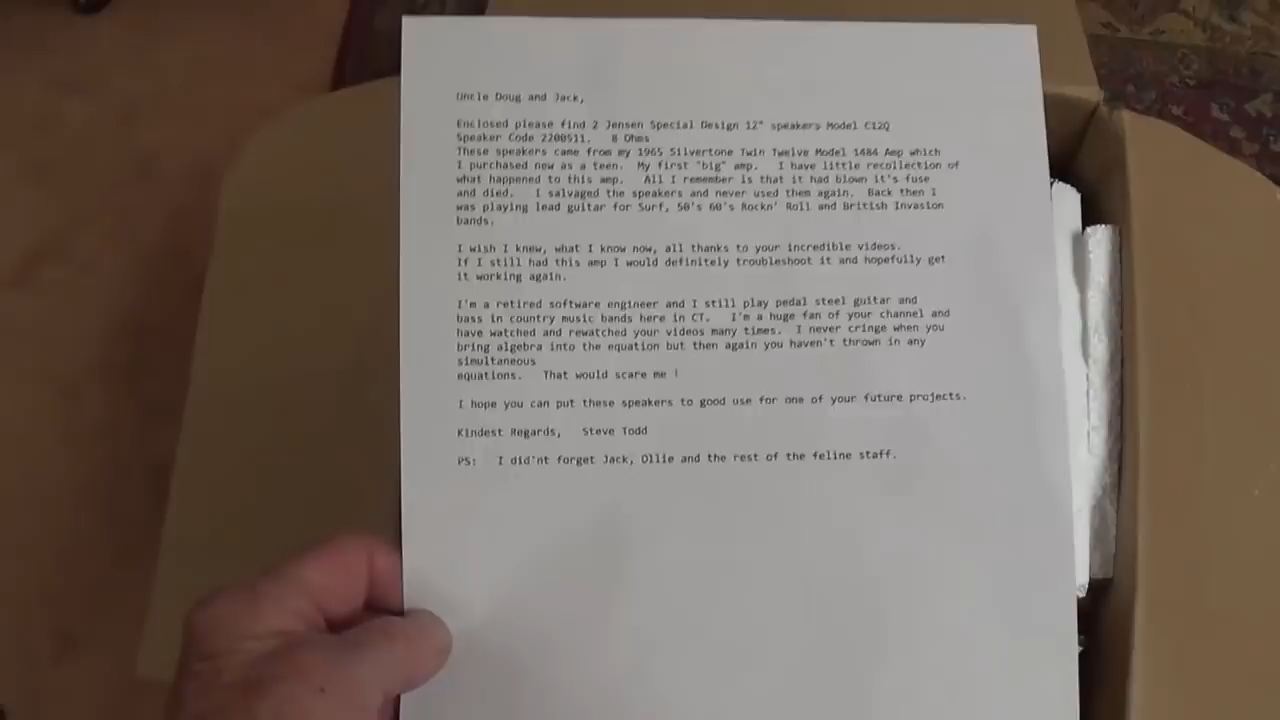 Uncle Doug and Jack,
Enclosed please find 2 Jensen Special Design 12" speakers Model C12Q
Speaker Code 2200511.   8 Ohms
These speakers came from my 1965 Silvertone Twin Twelve Model 1484 Amp which
I purchased new as a teen.  My first "big" amp.   I have little recollection of
what happened to this amp.   All I remember is that it had blown it's fuse
and died.   I salvaged the speakers and never used them again.  Back then I
was playing lead guitar for Surf, 50's 60's Rockn' Roll and British Invasion
bands.
I wish I knew, what I know now, all thanks to your incredible videos.
If I still had this amp I would definitely troubleshoot it and hopefully get
it working again.
I'm a retired software engineer and I still play pedal steel guitar and
bass in country music bands here in CT.   I'm a huge fan of your channel and
have watched and rewatched your videos many times.  I never cringe when you
bring algebra into the equation but then again you haven't thrown in any
simultaneous
equations.   That would scare me !
I hope you can put these speakers to good use for one of your future projects.
Kindest Regards,   Steve Todd
PS:   I did'nt forget Jack, Ollie and the rest of the feline staff.